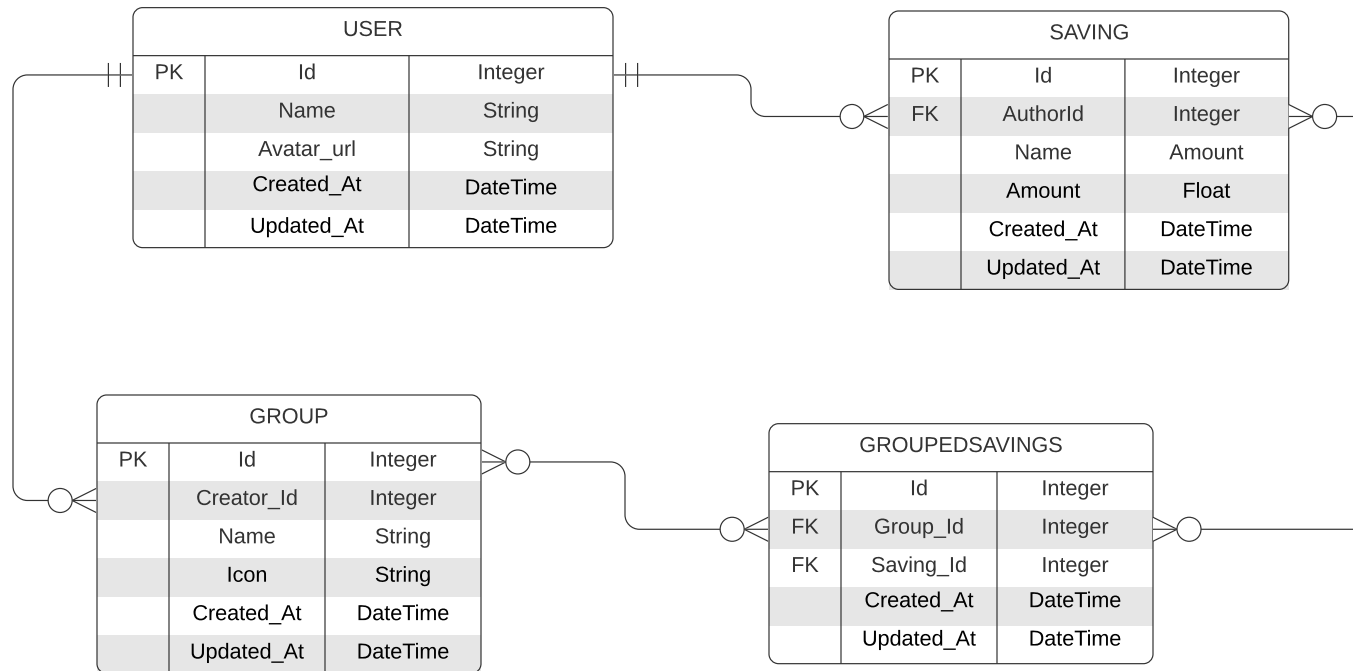 USER
PK Id Integer
Name String
Avatar_url String
Created_At DateTime
Updated_At DateTime
SAVING
PK Id Integer
FK AuthorId Integer
Name Amount
Amount Float
Created_At DateTime
Updated_At DateTime
GROUP
PK Id Integer
Creator_Id Integer
Name String
Icon String
Created_At DateTime
Updated_At DateTime
GROUPEDSAVINGS
PK Id Integer
FK Group_Id Integer
FK Saving_Id Integer
Created_At DateTime
Updated_At DateTime